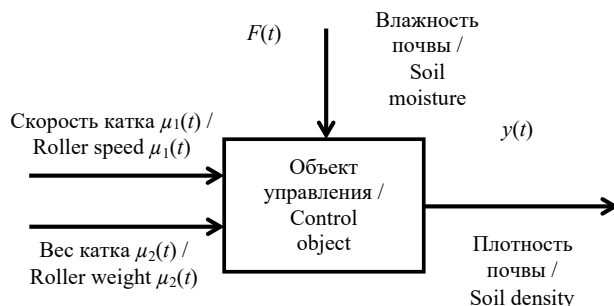 F(t)
Влажность
почвы /
Soil
moisture
y(t)
Скорость катка μ₁(t) /
Roller speed μ₁(t)
Объект
управления /
Control
object
Вес катка μ₂(t) /
Roller weight μ₂(t)
Плотность
почвы /
Soil density